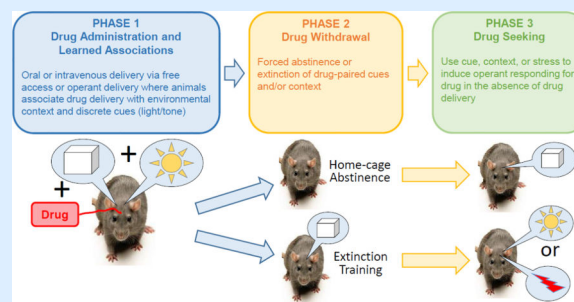 PHASE 1
Drug Administration and
Learned Associations
Oral or intravenous delivery via free
access or operant delivery where animals
associate drug delivery with environmental
context and discrete cues (light/tone)
PHASE 2
Drug Withdrawal
Forced abstinence or
extinction of drug-paired cues
and/or context
PHASE 3
Drug Seeking
Use cue, context, or stress to
induce operant responding for
drug in the absence of drug
delivery
+
+
Drug
Home-cage
Abstinence
Extinction
Training
or